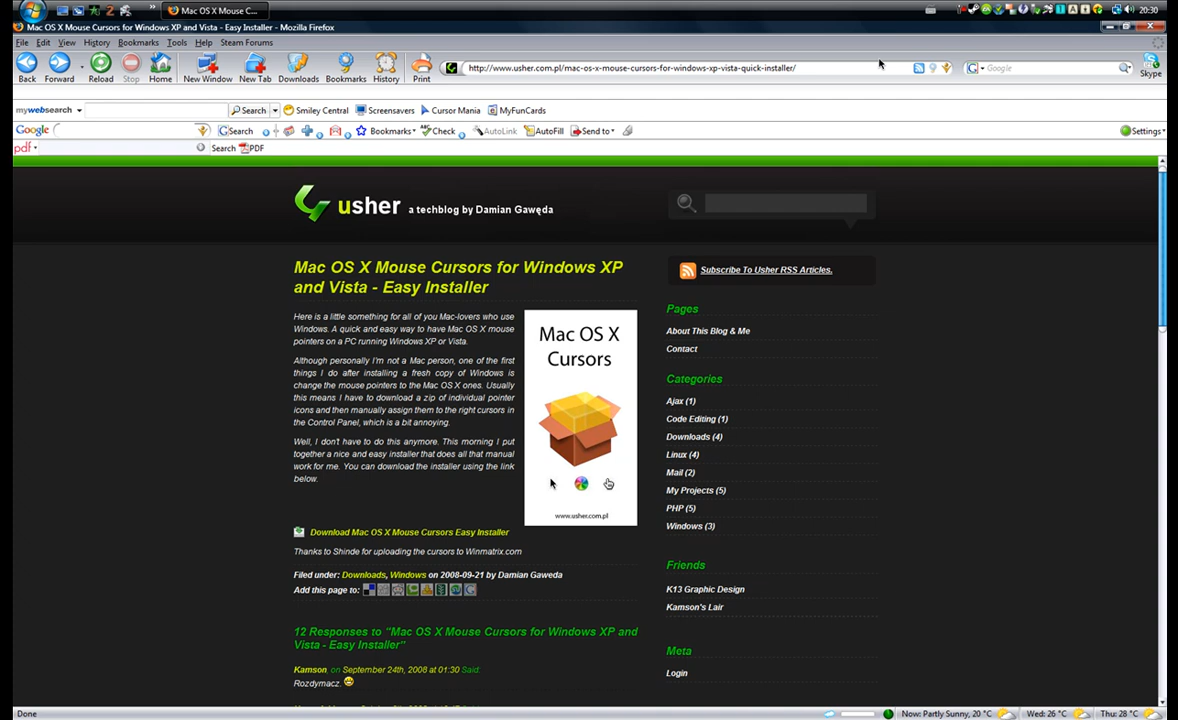 Mac OS X Mouse C...
20:30
Mac OS X Mouse Cursors for Windows XP and Vista - Easy Installer - Mozilla Firefox
File Edit View History Bookmarks Tools Help Steam Forums
Back Forward Reload Stop Home New Window New Tab Downloads Bookmarks History Print
http://www.usher.com.pl/mac-os-x-mouse-cursors-for-windows-xp-vista-quick-installer/
Google
Skype
mywebsearch Search Smiley Central Screensavers Cursor Mania MyFunCards
Google Search Bookmarks Check AutoLink AutoFill Send to Settings
pdf Search PDF
usher a techblog by Damian Gawęda
Mac OS X Mouse Cursors for Windows XP
and Vista - Easy Installer
Here is a little something for all of you Mac-lovers who use
Windows. A quick and easy way to have Mac OS X mouse
pointers on a PC running Windows XP or Vista.
Although personally I'm not a Mac person, one of the first
things I do after installing a fresh copy of Windows is
change the mouse pointers to the Mac OS X ones. Usually
this means I have to download a zip of individual pointer
icons and then manually assign them to the right cursors in
the Control Panel, which is a bit annoying.
Well, I don't have to do this anymore. This morning I put
together a nice and easy installer that does all that manual
work for me. You can download the installer using the link
below.
Mac OS X
Cursors
www.usher.com.pl
Download Mac OS X Mouse Cursors Easy Installer
Thanks to Shinde for uploading the cursors to Winmatrix.com
Filed under: Downloads, Windows on 2008-09-21 by Damian Gaweda
Add this page to:
12 Responses to "Mac OS X Mouse Cursors for Windows XP and
Vista - Easy Installer"
Kamson, on September 24th, 2008 at 01:30 Said:
Rozdymacz.
Subscribe To Usher RSS Articles.
Pages
About This Blog & Me
Contact
Categories
Ajax (1)
Code Editing (1)
Downloads (4)
Linux (4)
Mail (2)
My Projects (5)
PHP (5)
Windows (3)
Friends
K13 Graphic Design
Kamson's Lair
Meta
Login
Done
Now: Partly Sunny, 20 °C Wed: 26 °C Thu: 28 °C